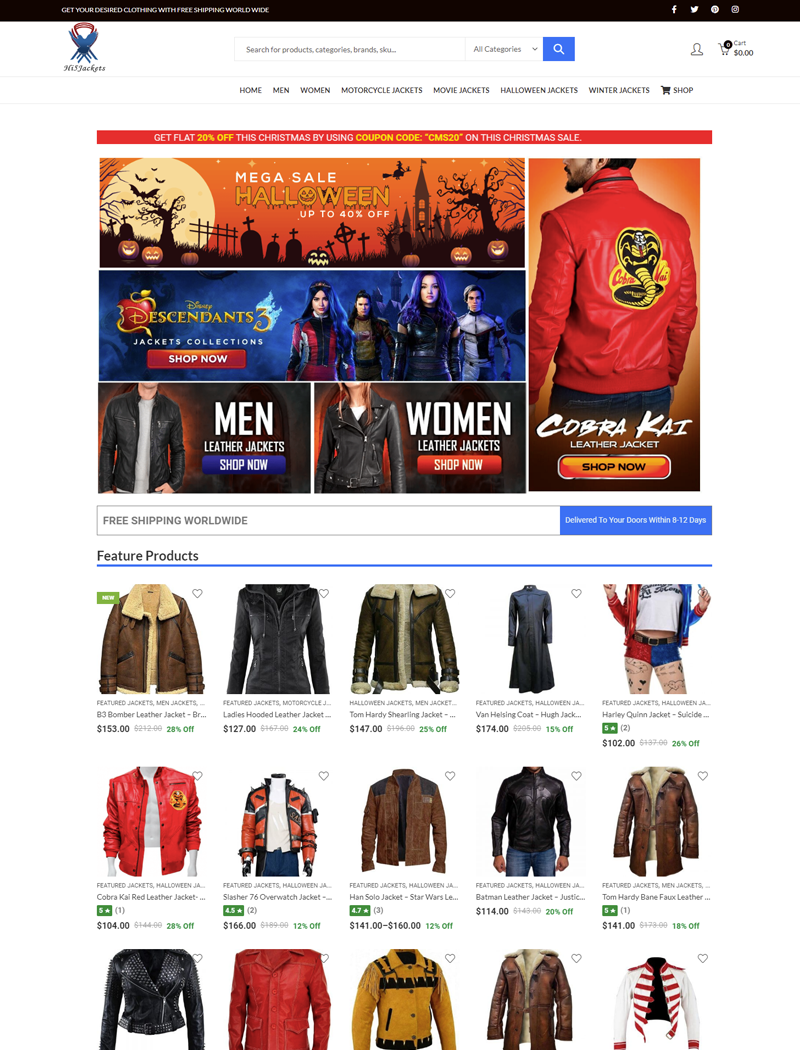 GET YOUR DESIRED CLOTHING WITH FREE SHIPPING WORLD WIDE
Hi5Jackets
Search for products, categories, brands, sku...
All Categories
0
Cart
$0.00
HOME MEN WOMEN MOTORCYCLE JACKETS MOVIE JACKETS HALLOWEEN JACKETS WINTER JACKETS SHOP
GET FLAT 20% OFF THIS CHRISTMAS BY USING COUPON CODE: "CMS20" ON THIS CHRISTMAS SALE.
MEGA SALE
HALLOWEEN
UP TO 40% OFF
Disney
DESCENDANTS 3
JACKETS COLLECTIONS
SHOP NOW
MEN
LEATHER JACKETS
SHOP NOW
WOMEN
LEATHER JACKETS
SHOP NOW
Cobra Kai
COBRA KAI
LEATHER JACKET
SHOP NOW
FREE SHIPPING WORLDWIDE
Delivered To Your Doors Within 8-12 Days
Feature Products
NEW
FEATURED JACKETS, MEN JACKETS, ...
B3 Bomber Leather Jacket – Br...
$153.00 $212.00 28% Off
FEATURED JACKETS, MOTORCYCLE J...
Ladies Hooded Leather Jacket ...
$127.00 $167.00 24% Off
HALLOWEEN JACKETS, MEN JACKET...
Tom Hardy Shearling Jacket – ...
$147.00 $196.00 25% Off
FEATURED JACKETS, HALLOWEEN JA...
Van Helsing Coat – Hugh Jack...
$174.00 $205.00 15% Off
FEATURED JACKETS, HALLOWEEN JA...
Harley Quinn Jacket – Suicide ...
5 ★ (2)
$102.00 $137.00 26% Off
FEATURED JACKETS, HALLOWEEN JA...
Cobra Kai Red Leather Jacket- ...
5 ★ (1)
$104.00 $144.00 28% Off
FEATURED JACKETS, HALLOWEEN JA...
Slasher 76 Overwatch Jacket – ...
4.5 ★ (2)
$166.00 $189.00 12% Off
FEATURED JACKETS, HALLOWEEN JA...
Han Solo Jacket – Star Wars Le...
4.7 ★ (3)
$141.00–$160.00 12% Off
FEATURED JACKETS, HALLOWEEN JA...
Batman Leather Jacket – Justic...
$114.00 $143.00 20% Off
FEATURED JACKETS, MEN JACKETS, ...
Tom Hardy Bane Faux Leather ...
5 ★ (1)
$141.00 $173.00 18% Off